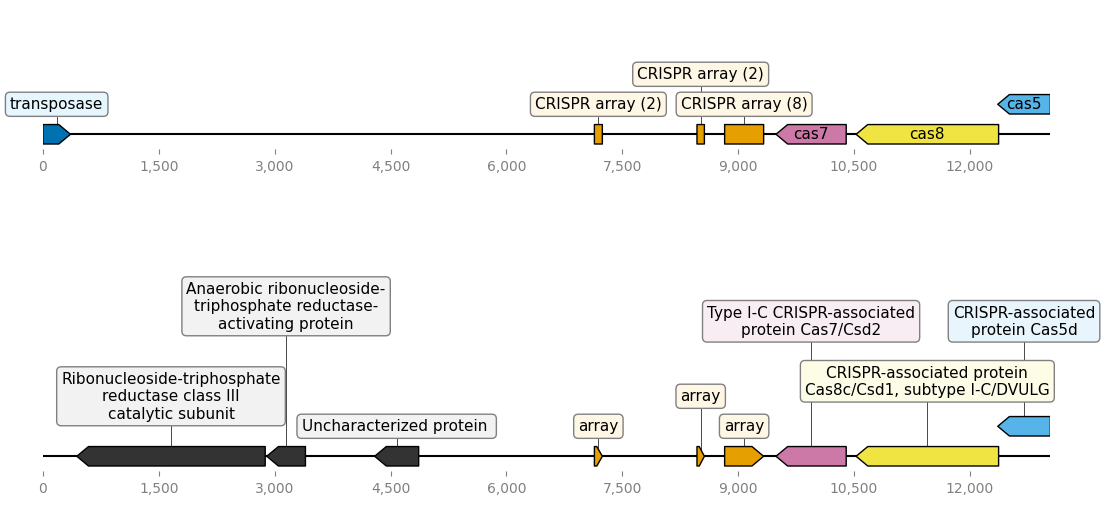 CRISPR array (2)
transposase
CRISPR array (2)
CRISPR array (8)
cas5
cas7
cas8
0
1,500
3,000
4,500
6,000
7,500
9,000
10,500
12,000
Anaerobic ribonucleoside-
triphosphate reductase-
activating protein
Type I-C CRISPR-associated
protein Cas7/Csd2
CRISPR-associated
protein Cas5d
Ribonucleoside-triphosphate
reductase class III
catalytic subunit
CRISPR-associated protein
Cas8c/Csd1, subtype I-C/DVULG
array
Uncharacterized protein
array
array
0
1,500
3,000
4,500
6,000
7,500
9,000
10,500
12,000